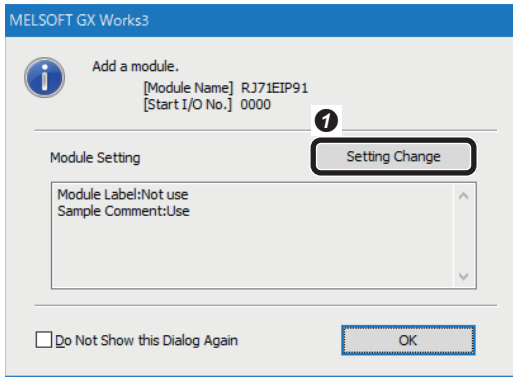 MELSOFT GX Works3
Add a module.
[Module Name] RJ71EIP91
[Start I/O No.] 0000
1
Module Setting
Setting Change
Module Label:Not use
Sample Comment:Use
Do Not Show this Dialog Again
OK